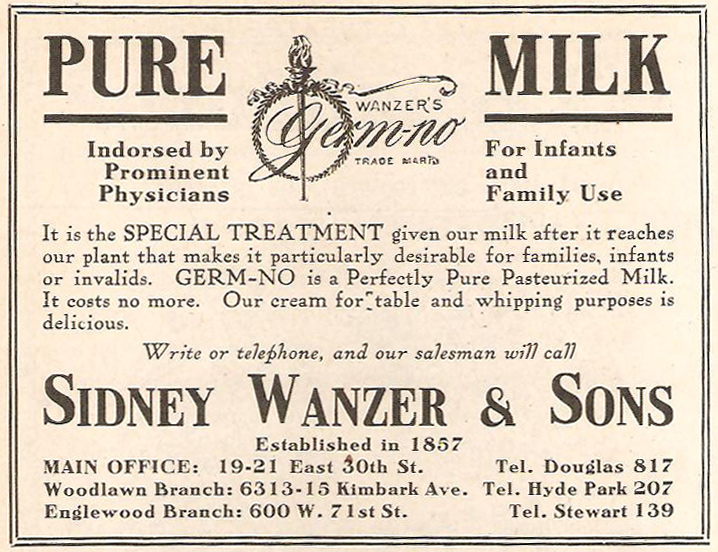 PURE MILK
WANZER'S
Germ-no
TRADE MARK
Indorsed by
Prominent
Physicians
For Infants
and
Family Use
It is the SPECIAL TREATMENT given our milk after it reaches
our plant that makes it particularly desirable for families, infants
or invalids. GERM-NO is a Perfectly Pure Pasteurized Milk.
It costs no more. Our cream for table and whipping purposes is
delicious.
Write or telephone, and our salesman will call
SIDNEY WANZER & SONS
Established in 1857
MAIN OFFICE: 19-21 East 30th St. Tel. Douglas 817
Woodlawn Branch: 6313-15 Kimbark Ave. Tel. Hyde Park 207
Englewood Branch: 600 W. 71st St. Tel. Stewart 139